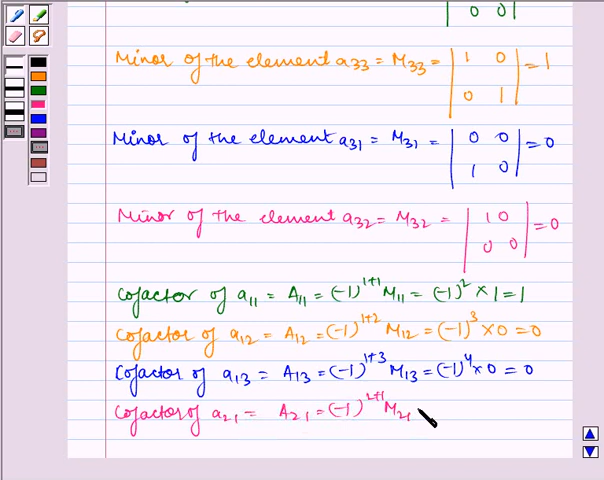 | 0 0 |
Minor of the element a33 = M33 = | 1 0 | = 1
| 0 1 |
Minor of the element a31 = M31 = | 0 0 | = 0
| 1 0 |
Minor of the element a32 = M32 = | 1 0 | = 0
| 0 0 |
Cofactor of a11 = A11 = (-1)^1+1 M11 = (-1)^2 × 1 = 1
Cofactor of a12 = A12 = (-1)^1+2 M12 = (-1)^3 × 0 = 0
Cofactor of a13 = A13 = (-1)^1+3 M13 = (-1)^4 × 0 = 0
Cofactor of a21 = A21 = (-1)^2+1 M21